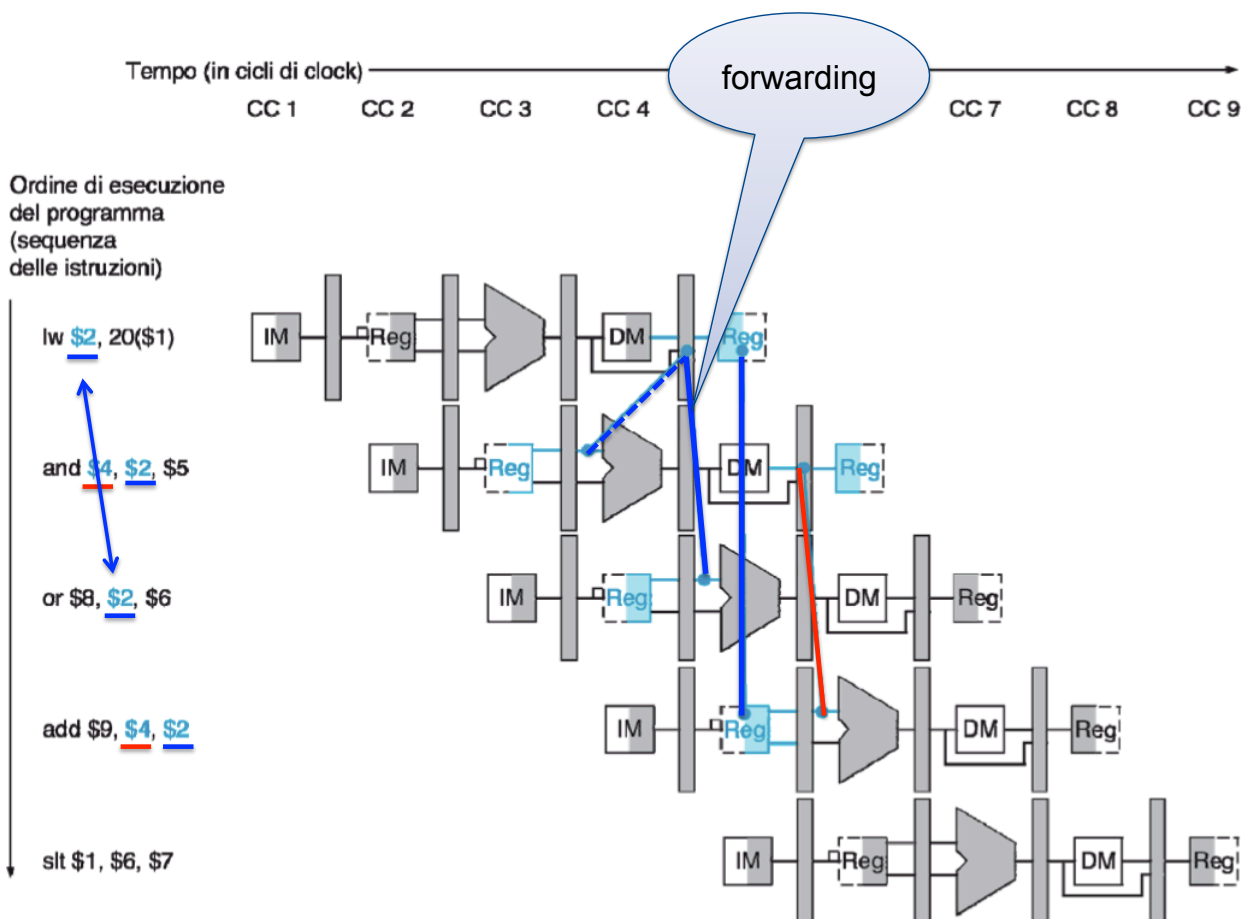 forwarding
Tempo (in cicli di clock)
CC 1 CC 2 CC 3 CC 4 CC 7 CC 8 CC 9
Ordine di esecuzione
del programma
(sequenza
delle istruzioni)
lw $2, 20($1)
IM Reg DM Reg
and $4, $2, $5
IM Reg DM Reg
or $8, $2, $6
IM Reg DM Reg
add $9, $4, $2
IM Reg DM Reg
slt $1, $6, $7
IM Reg DM Reg